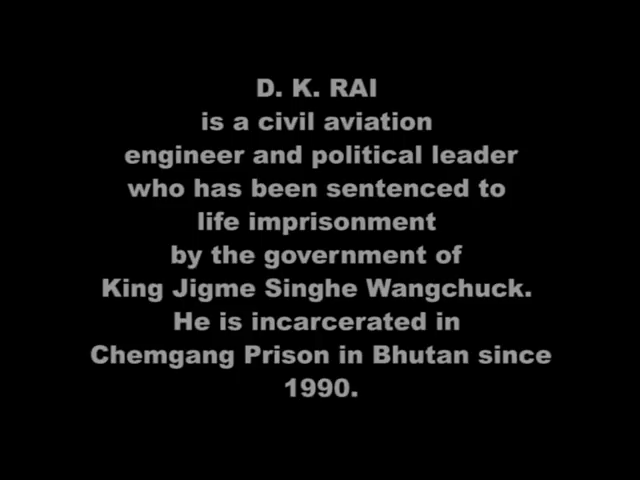 D. K. RAI
is a civil aviation
engineer and political leader
who has been sentenced to
life imprisonment
by the government of
King Jigme Singhe Wangchuck.
He is incarcerated in
Chemgang Prison in Bhutan since
1990.